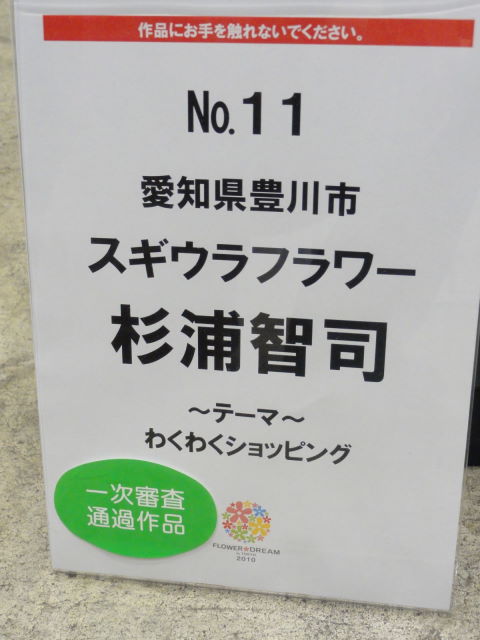 作品にお手を触れないでください。
No.11
愛知県豊川市
スギウラフラワー
杉浦智司
～テーマ～
わくわくショッピング
一次審査
通過作品
FLOWER★DREAM
in TOKYO
2010